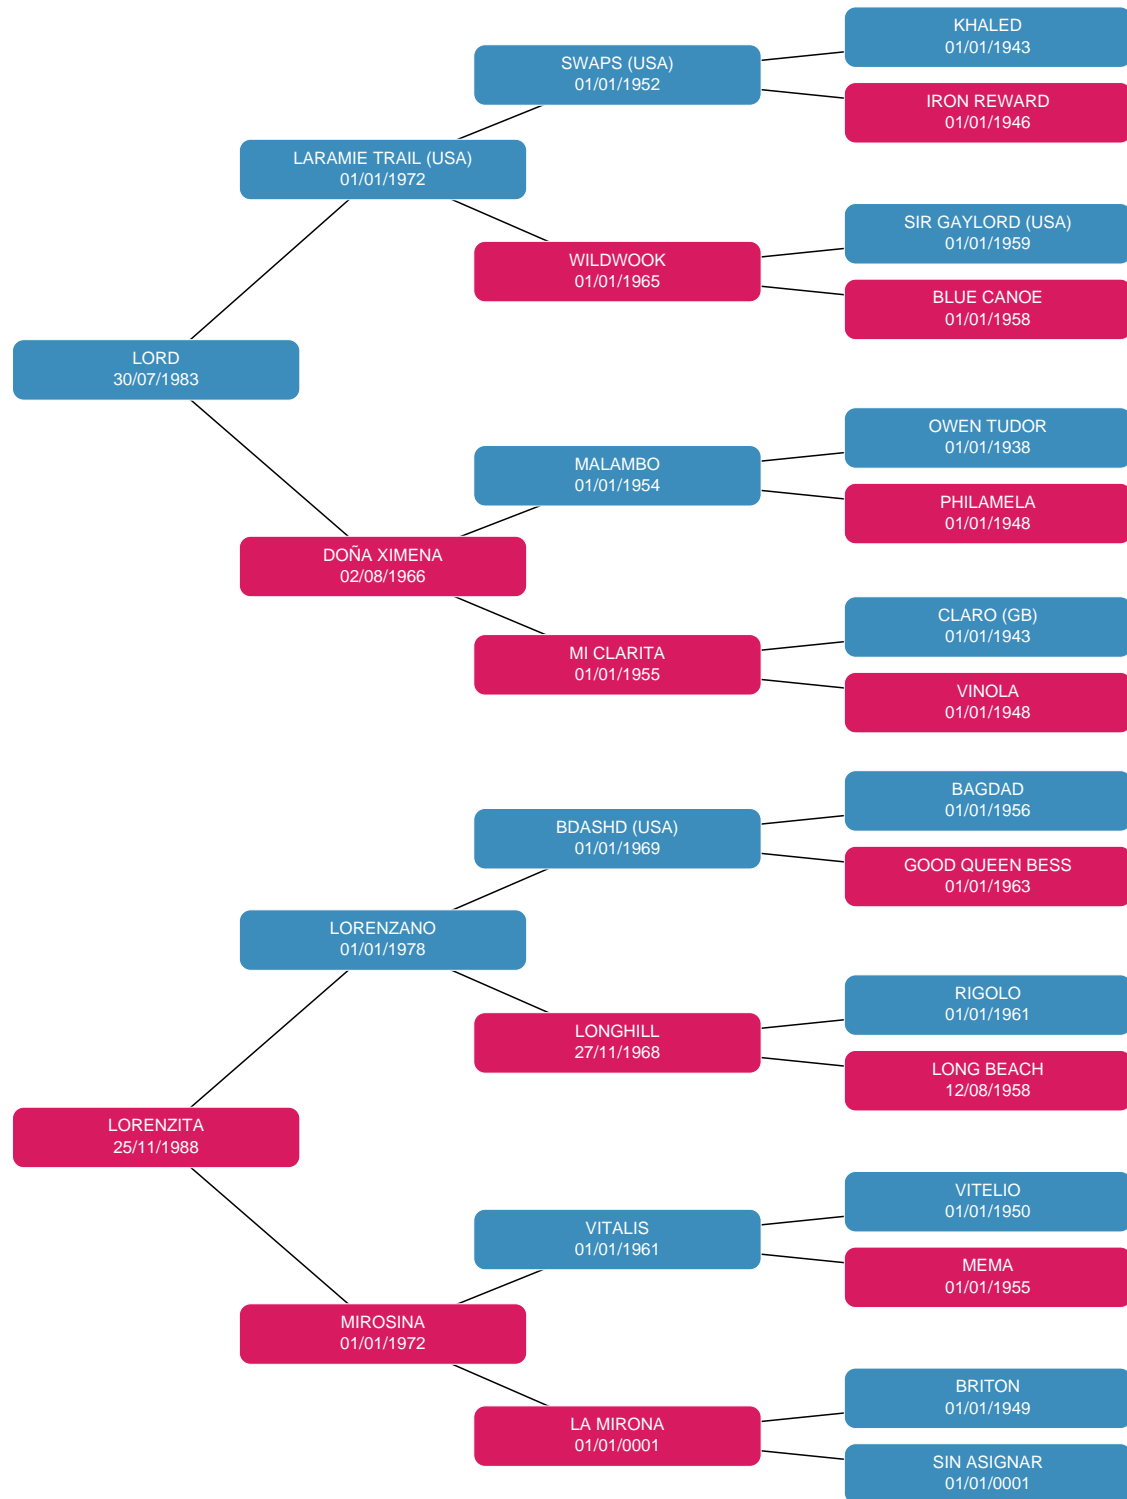 KHALED
01/01/1943
SWAPS (USA)
01/01/1952
IRON REWARD
01/01/1946
LARAMIE TRAIL (USA)
01/01/1972
SIR GAYLORD (USA)
01/01/1959
WILDWOOK
01/01/1965
BLUE CANOE
01/01/1958
LORD
30/07/1983
OWEN TUDOR
01/01/1938
MALAMBO
01/01/1954
PHILAMELA
01/01/1948
DOÑA XIMENA
02/08/1966
CLARO (GB)
01/01/1943
MI CLARITA
01/01/1955
VINOLA
01/01/1948
BAGDAD
01/01/1956
BDASHD (USA)
01/01/1969
GOOD QUEEN BESS
01/01/1963
LORENZANO
01/01/1978
RIGOLO
01/01/1961
LONGHILL
27/11/1968
LONG BEACH
12/08/1958
LORENZITA
25/11/1988
VITELIO
01/01/1950
VITALIS
01/01/1961
MEMA
01/01/1955
MIROSINA
01/01/1972
BRITON
01/01/1949
LA MIRONA
01/01/0001
SIN ASIGNAR
01/01/0001